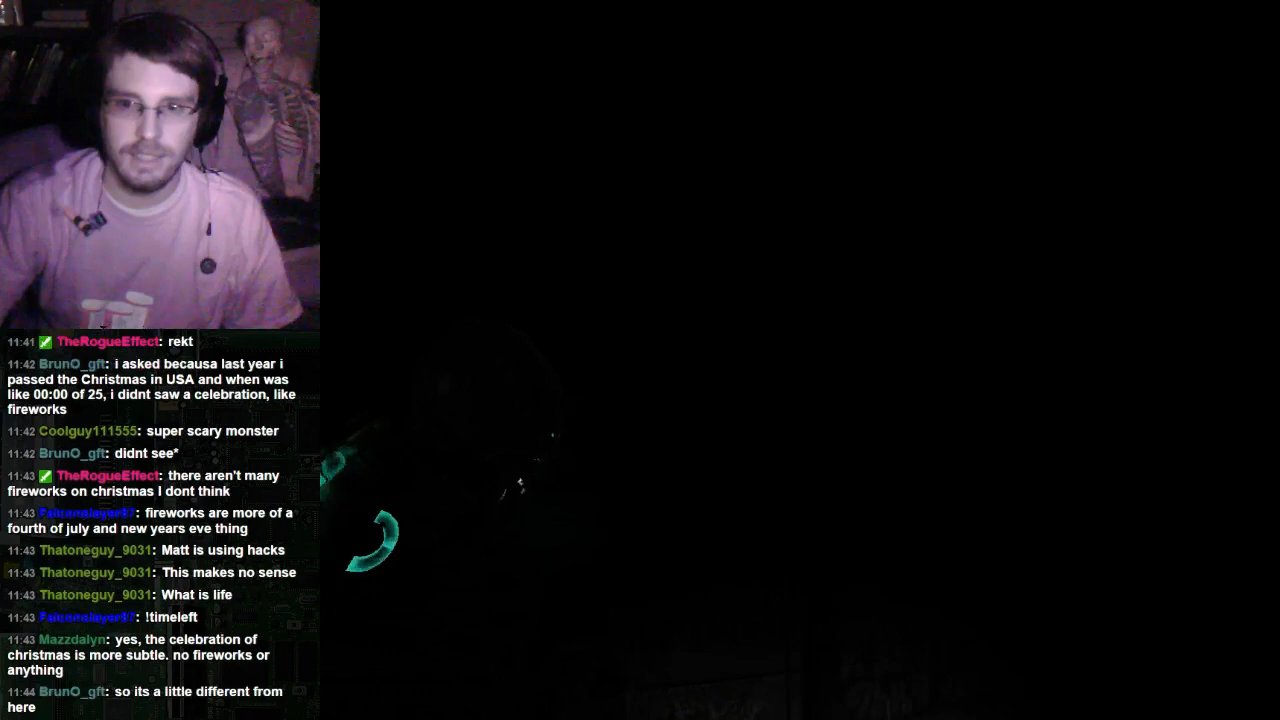 11:41 TheRogueEffect: rekt
11:42 BrunO_gft: i asked becausa last year i
passed the Christmas in USA and when was
like 00:00 of 25, i didnt saw a celebration, like
fireworks
11:42 Coolguy111555: super scary monster
11:42 BrunO_gft: didnt see*
11:43 TheRogueEffect: there aren't many
fireworks on christmas I dont think
11:43 : fireworks are more of a
fourth of july and new years eve thing
11:43 Thatoneguy_9031: Matt is using hacks
11:43 Thatoneguy_9031: This makes no sense
11:43 Thatoneguy_9031: What is life
11:43 : !timeleft
11:43 Mazzdalyn: yes, the celebration of
christmas is more subtle. no fireworks or
anything
11:44 BrunO_gft: so its a little different from
here